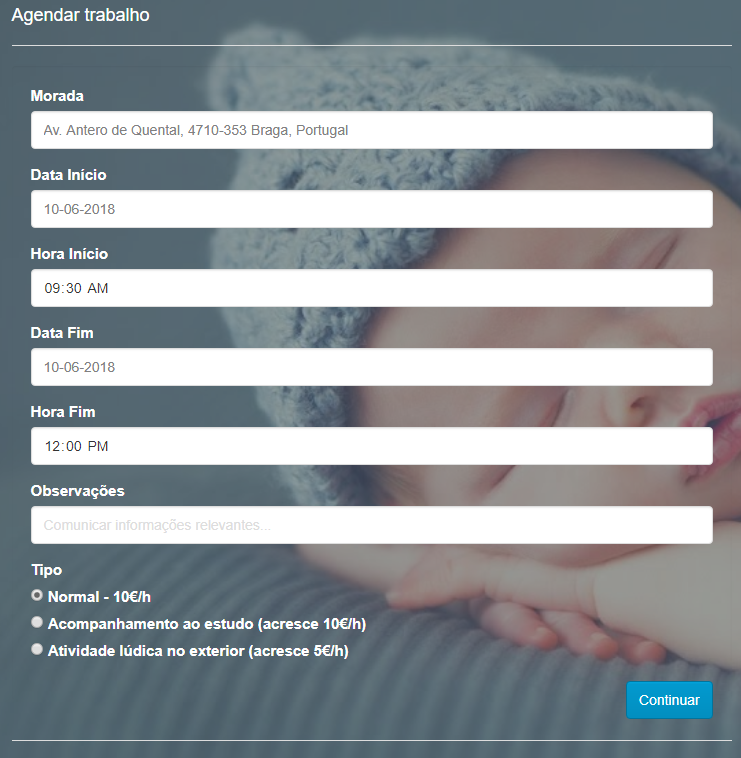 Agendar trabalho
Morada
Av. Antero de Quental, 4710-353 Braga, Portugal
Data Início
10-06-2018
Hora Início
09:30 AM
Data Fim
10-06-2018
Hora Fim
12:00 PM
Observações
Comunicar informações relevantes...
Tipo
Normal - 10€/h
Acompanhamento ao estudo (acresce 10€/h)
Atividade lúdica no exterior (acresce 5€/h)
Continuar